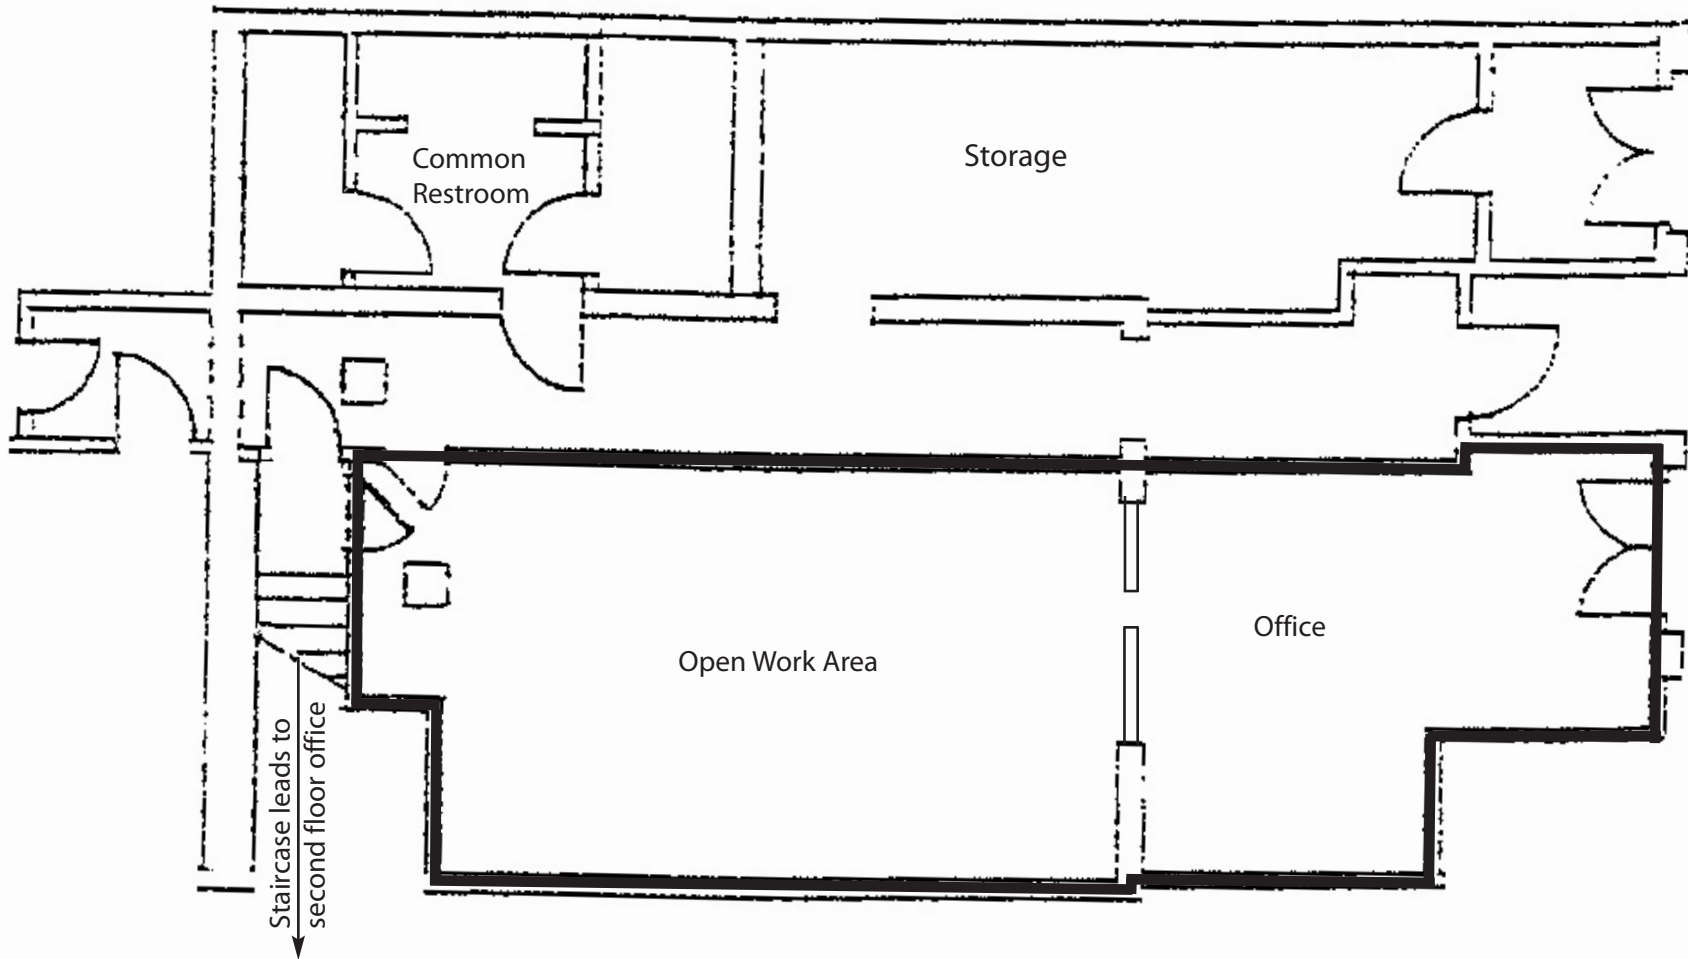 Common
Restroom
Storage
Open Work Area
Office
Staircase leads to
second floor office